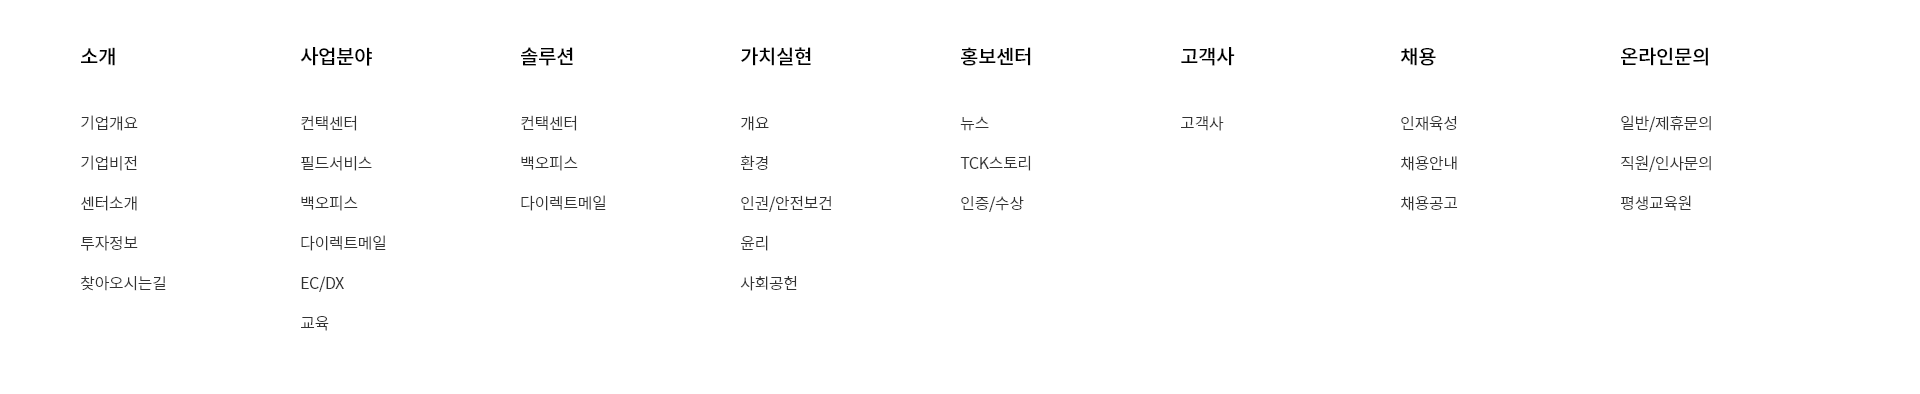 소개
기업개요
기업비전
센터소개
투자정보
찾아오시는길
사업분야
컨택센터
필드서비스
백오피스
다이렉트메일
EC/DX
교육
솔루션
컨택센터
백오피스
다이렉트메일
가치실현
개요
환경
인권/안전보건
윤리
사회공헌
홍보센터
뉴스
TCK스토리
인증/수상
고객사
고객사
채용
인재육성
채용안내
채용공고
온라인문의
일반/제휴문의
직원/인사문의
평생교육원